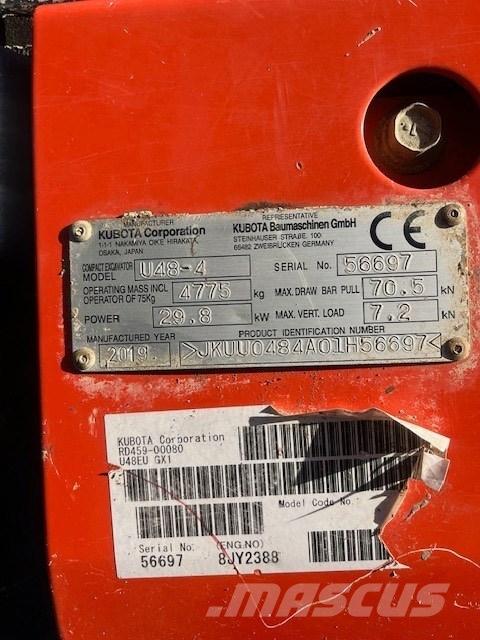 MANUFACTURER
KUBOTA Corporation
1-1-1 NAKAMIYA OIKE HIRAKATA
OSAKA, JAPAN
REPRESENTATIVE
KUBOTA Baumaschinen GmbH
STEINHAUSER STRAßE 100
66482 ZWEIBRÜCKEN GERMANY
CE
COMPACT EXCAVATOR MODEL U48-4 SERIAL No. 56697
OPERATING MASS INCL OPERATOR OF 75Kg 4775 kg MAX. DRAW BAR PULL 70.5 kN
POWER 29.8 kW MAX. VERT. LOAD 7.2 kN
MANUFACTURED YEAR PRODUCT IDENTIFICATION NUMBER
2019. >JKUU0484A01H56697<
KUBOTA Corporation
RD459-00080
U48EU GX1
Model Code No.
Serial No. (ENG.NO)
56697 8JY2388
MASCUS